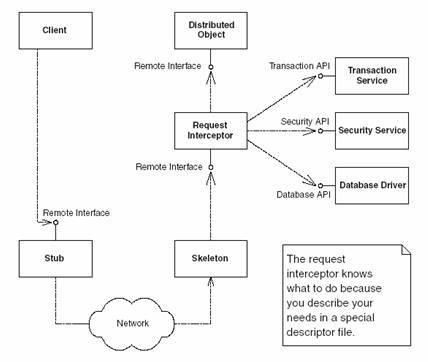 Client
Distributed
Object
Remote Interface
Transaction API
Transaction
Service
Request
Interceptor
Security API
Security Service
Remote Interface
Database Driver
Database API
Remote Interface
Stub
Skeleton
Network
The request
interceptor knows
what to do because
you describe your
needs in a special
descriptor file.